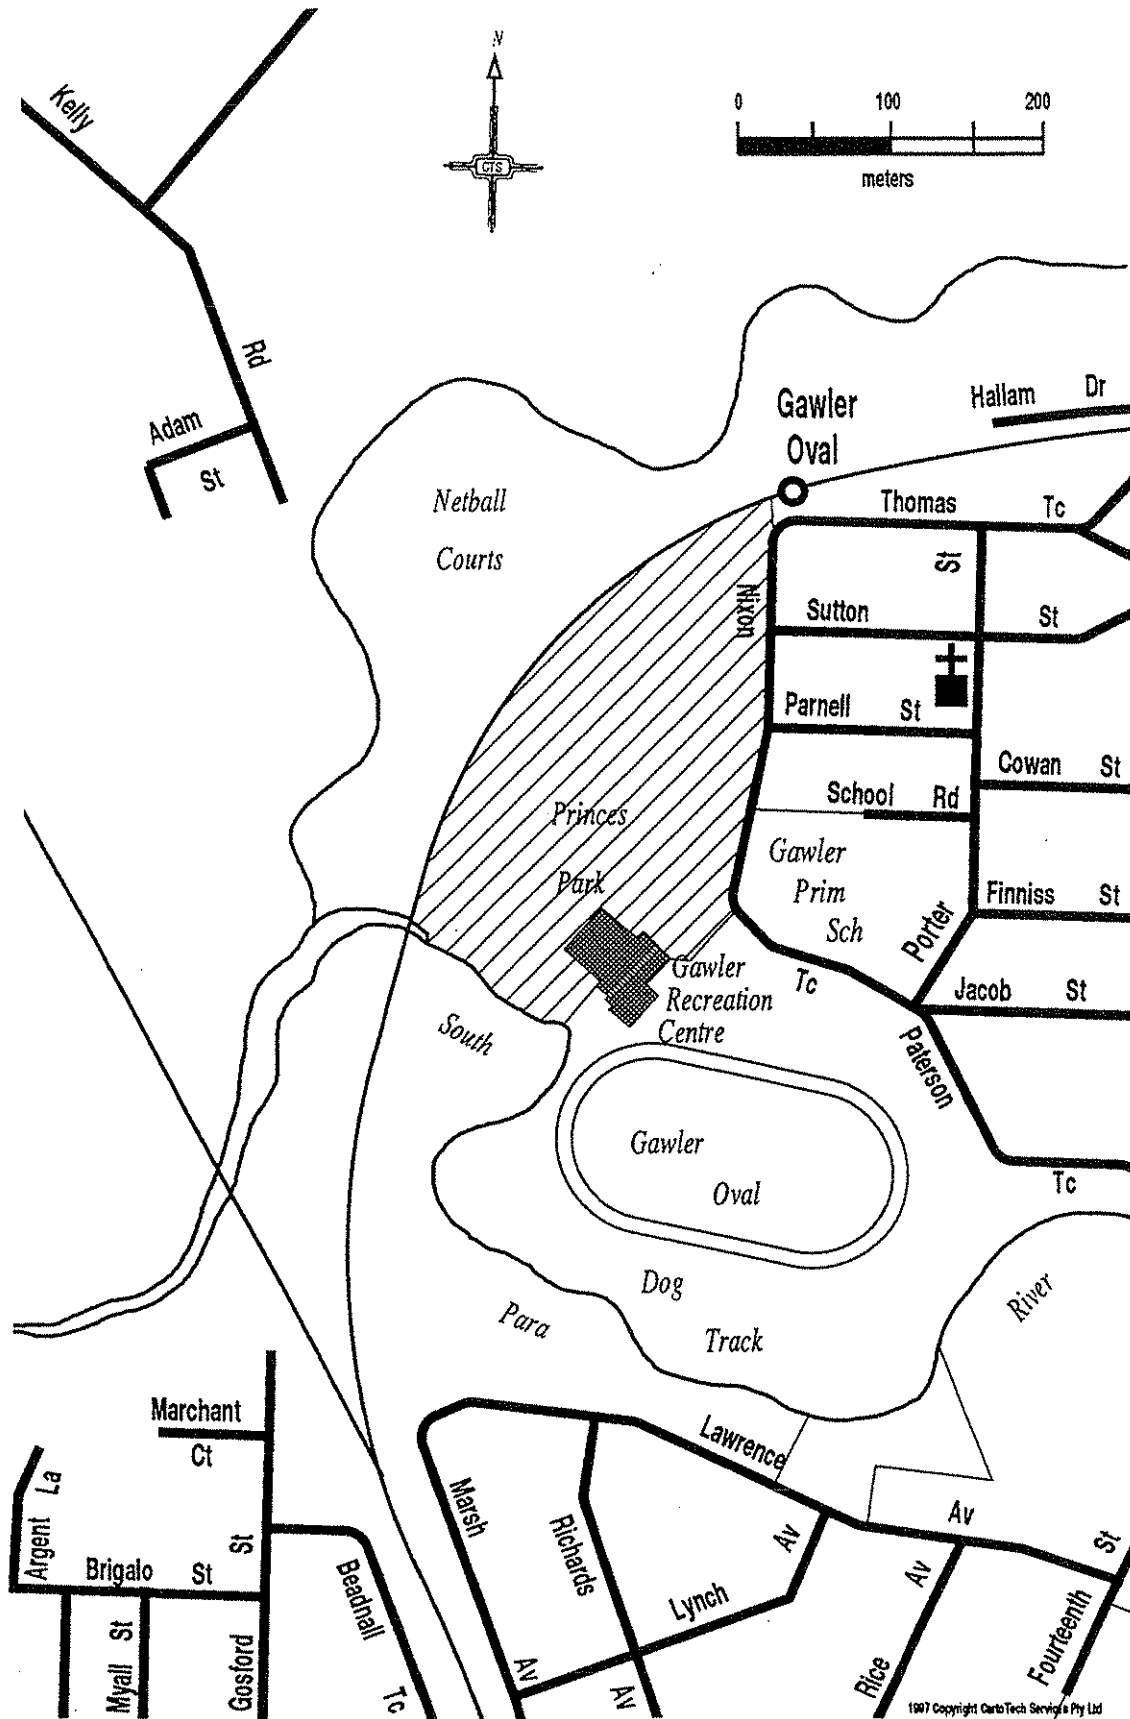 N
0 100 200
meters
GTS
Kelly
Rd
Adam
St
Gawler
Oval
Hallam Dr
Netball
Courts
Thomas Tc
St
Nixon
Sutton St
Parnell St
Cowan St
School Rd
Princes
Park
Gawler
Prim
Sch
Finniss St
Porter
Tc
Jacob St
Gawler
Recreation
Centre
South
Paterson
Tc
Gawler
Oval
Dog
Track
Para
River
Marchant
Ct
Lawrence
Av
Argent La
Brigalo St
St
Gosford
Myall St
Beadnall
Tc
Marsh
Av
Richards
Av
Lynch
Av
Rice Av
Fourteenth St
1997 Copyright CartoTech Services Pty Ltd